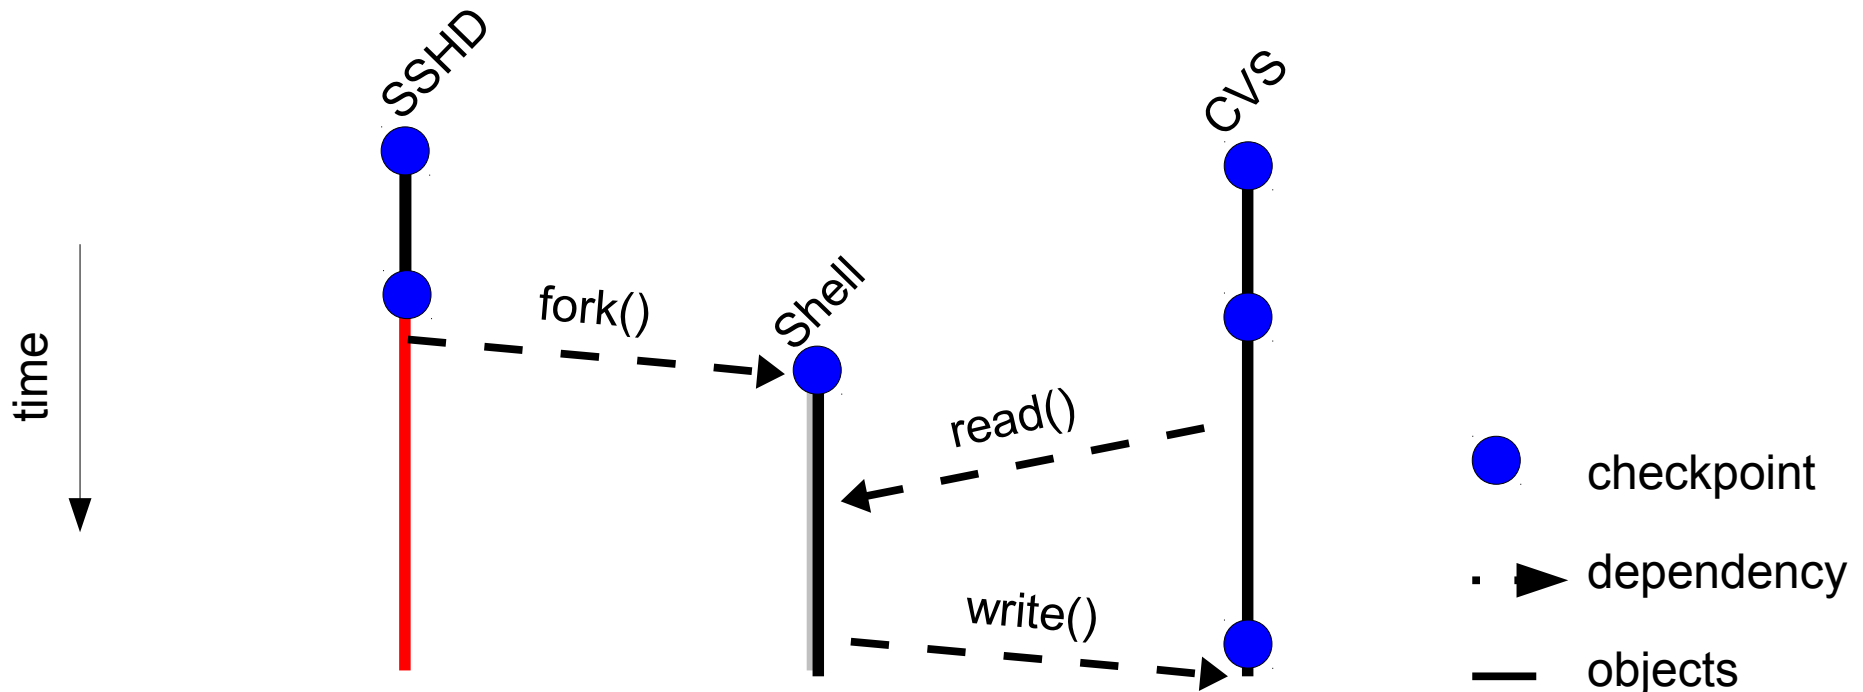 SSHD
CVS
fork()
Shell
time
read()
checkpoint
dependency
write()
objects